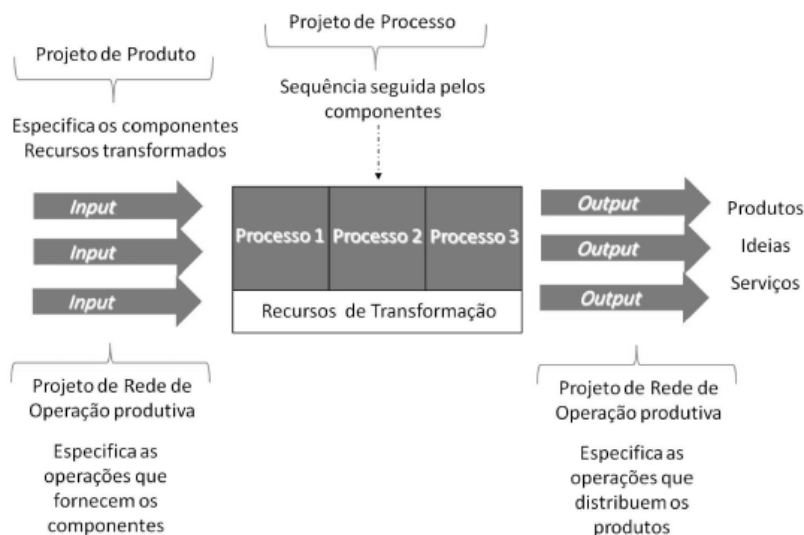 Projeto de Produto
Projeto de Processo
Especifica os componentes
Recursos transformados
Sequência seguida pelos
componentes
Input
Input
Input
Processo 1
Processo 2
Processo 3
Recursos de Transformação
Output
Output
Output
Produtos
Ideias
Serviços
Projeto de Rede de
Operação produtiva
Especifica as
operações que
fornecem os
componentes
Projeto de Rede de
Operação produtiva
Especifica as
operações que
distribuem os
produtos